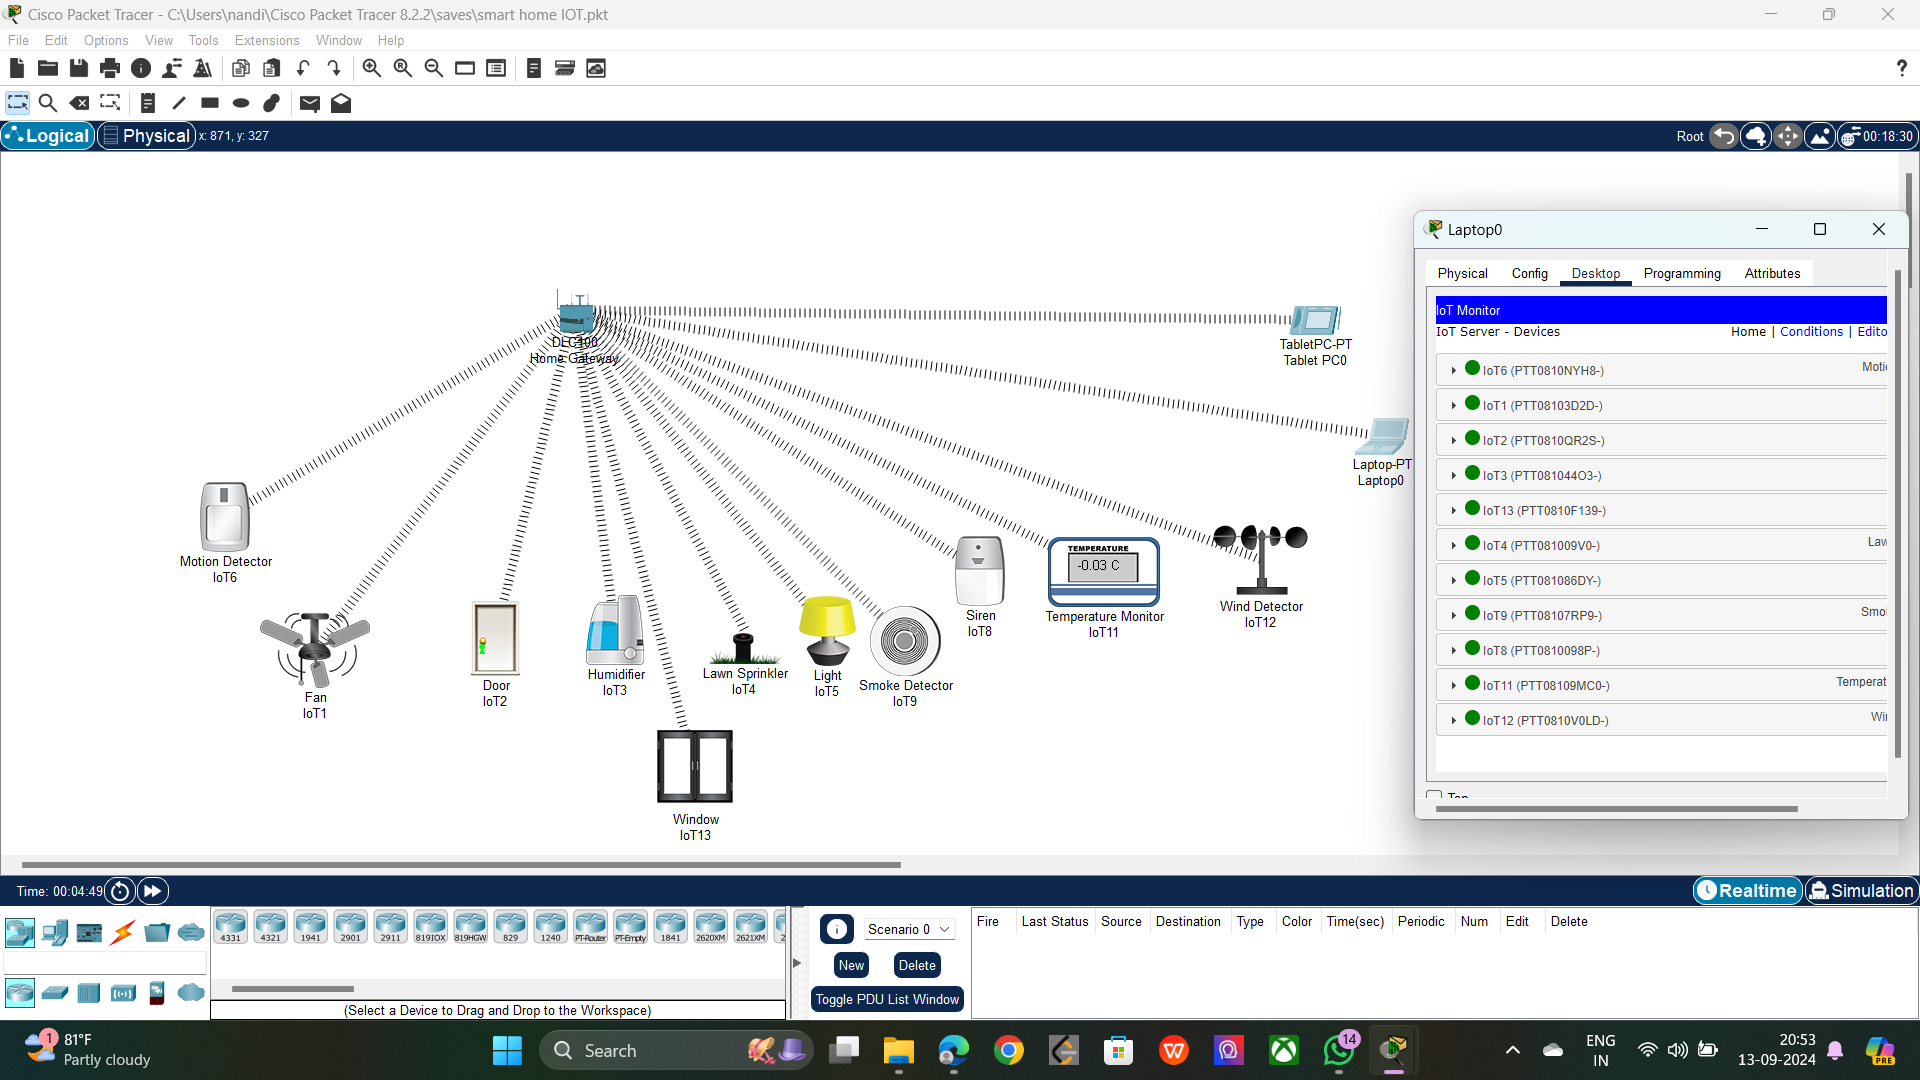 Cisco Packet Tracer - C:\Users\nandi\Cisco Packet Tracer 8.2.2\saves\smart home IOT.pkt
File Edit Options View Tools Extensions Window Help
?
Logical Physical x: 871, y: 327 Root 00:18:30
DLC100
Home Gateway
TabletPC-PT
Tablet PC0
Laptop-PT
Laptop0
Motion Detector
IoT6
Fan
IoT1
Door
IoT2
Humidifier
IoT3
Lawn Sprinkler
IoT4
Light
IoT5
Smoke Detector
IoT9
Siren
IoT8
TEMPERATURE
-0.03 C
Temperature Monitor
IoT11
Wind Detector
IoT12
Window
IoT13
Laptop0
Physical Config Desktop Programming Attributes
IoT Monitor
IoT Server - Devices Home | Conditions | Edito
IoT6 (PTT0810NYH8-) Motic
IoT1 (PTT08103D2D-)
IoT2 (PTT0810QR2S-)
IoT3 (PTT081044O3-)
IoT13 (PTT0810F139-)
IoT4 (PTT081009V0-) Law
IoT5 (PTT081086DY-)
IoT9 (PTT08107RP9-) Smol
IoT8 (PTT0810098P-)
IoT11 (PTT08109MC0-) Temperat
IoT12 (PTT0810V0LD-) Wir
Time: 00:04:49 Realtime Simulation
4331 4321 1941 2901 2911 819IOX 819HGW 829 1240 PT-Router PT-Empty 1841 2620XM 2621XM 2
(Select a Device to Drag and Drop to the Workspace)
Scenario 0
New Delete
Toggle PDU List Window
Fire Last Status Source Destination Type Color Time(sec) Periodic Num Edit Delete
1
81°F
Partly cloudy
Search
14
ENG
IN
20:53
13-09-2024
PRE